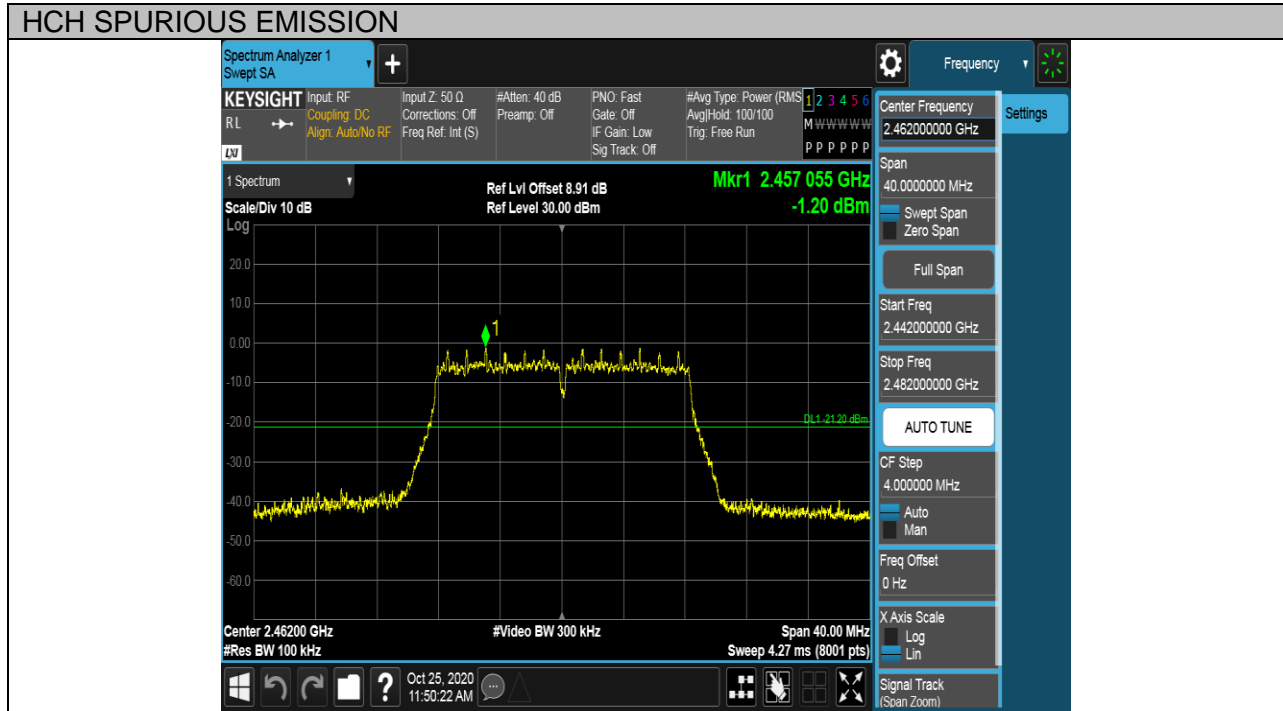 HCH SPURIOUS EMISSION
Spectrum Analyzer 1
Swept SA
+
Frequency
KEYSIGHT
RL
LXI
Input: RF
Coupling: DC
Align: Auto/No RF
Input Z: 50 Ω
Corrections: Off
Freq Ref: Int (S)
#Atten: 40 dB
Preamp: Off
PNO: Fast
Gate: Off
IF Gain: Low
Sig Track: Off
#Avg Type: Power (RMS
Avg|Hold: 100/100
Trig: Free Run
1 2 3 4 5 6
M W W W W W
P P P P P P
1 Spectrum
Scale/Div 10 dB
Ref Lvl Offset 8.91 dB
Ref Level 30.00 dBm
Mkr1 2.457 055 GHz
-1.20 dBm
Log
20.0
10.0
0.00
-10.0
-20.0
-30.0
-40.0
-50.0
-60.0
1
DL1 -21.20 dBm
Center 2.46200 GHz
#Res BW 100 kHz
#Video BW 300 kHz
Span 40.00 MHz
Sweep 4.27 ms (8001 pts)
?
Oct 25, 2020
11:50:22 AM
Center Frequency
2.462000000 GHz
Settings
Span
40.0000000 MHz
Swept Span
Zero Span
Full Span
Start Freq
2.442000000 GHz
Stop Freq
2.482000000 GHz
AUTO TUNE
CF Step
4.000000 MHz
Auto
Man
Freq Offset
0 Hz
X Axis Scale
Log
Lin
Signal Track
(Span Zoom)